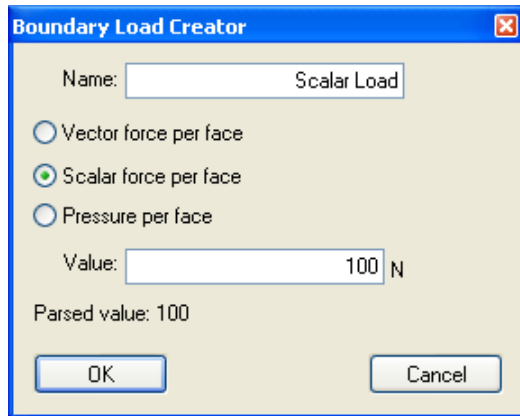 Boundary Load Creator
Name: Scalar Load
Vector force per face
Scalar force per face
Pressure per face
Value: 100 N
Parsed value: 100
OK Cancel